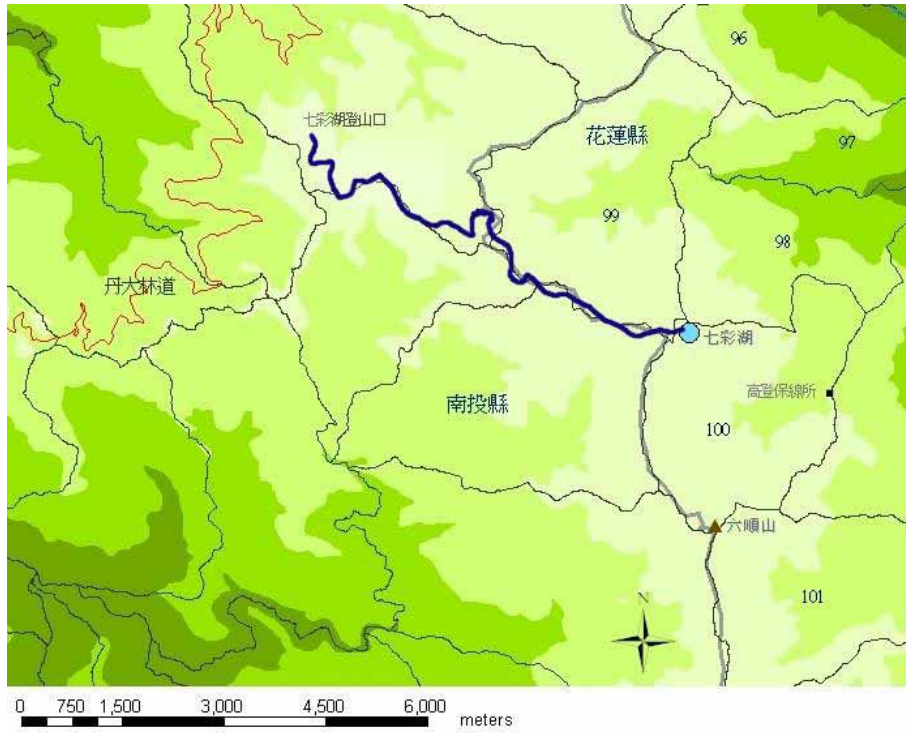 96
七彩湖登山口
花蓮縣
97
99
98
丹大林道
七彩湖
高登保線所
南投縣
100
六順山
101
N
0 750 1,500 3,000 4,500 6,000
meters